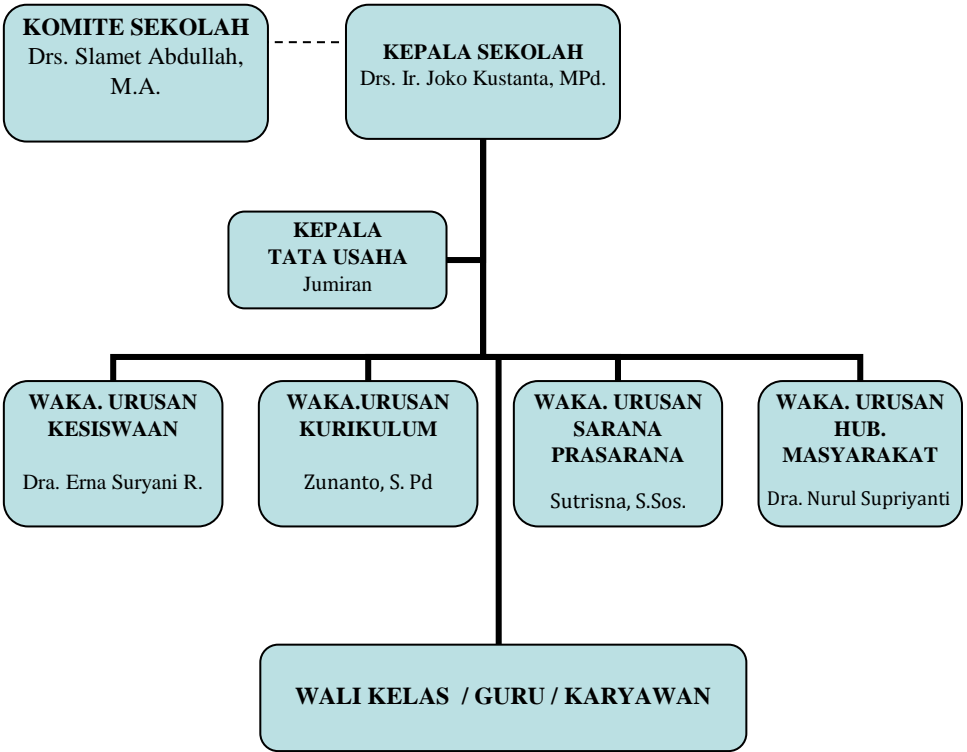 KOMITE SEKOLAH
Drs. Slamet Abdullah,
M.A.
KEPALA SEKOLAH
Drs. Ir. Joko Kustanta, MPd.
KEPALA
TATA USAHA
Jumiran
WAKA. URUSAN
KESISWAAN
Dra. Erna Suryani R.
WAKA.URUSAN
KURIKULUM
Zunanto, S. Pd
WAKA. URUSAN
SARANA
PRASARANA
Sutrisna, S.Sos.
WAKA. URUSAN
HUB.
MASYARAKAT
Dra. Nurul Supriyanti
WALI KELAS / GURU / KARYAWAN